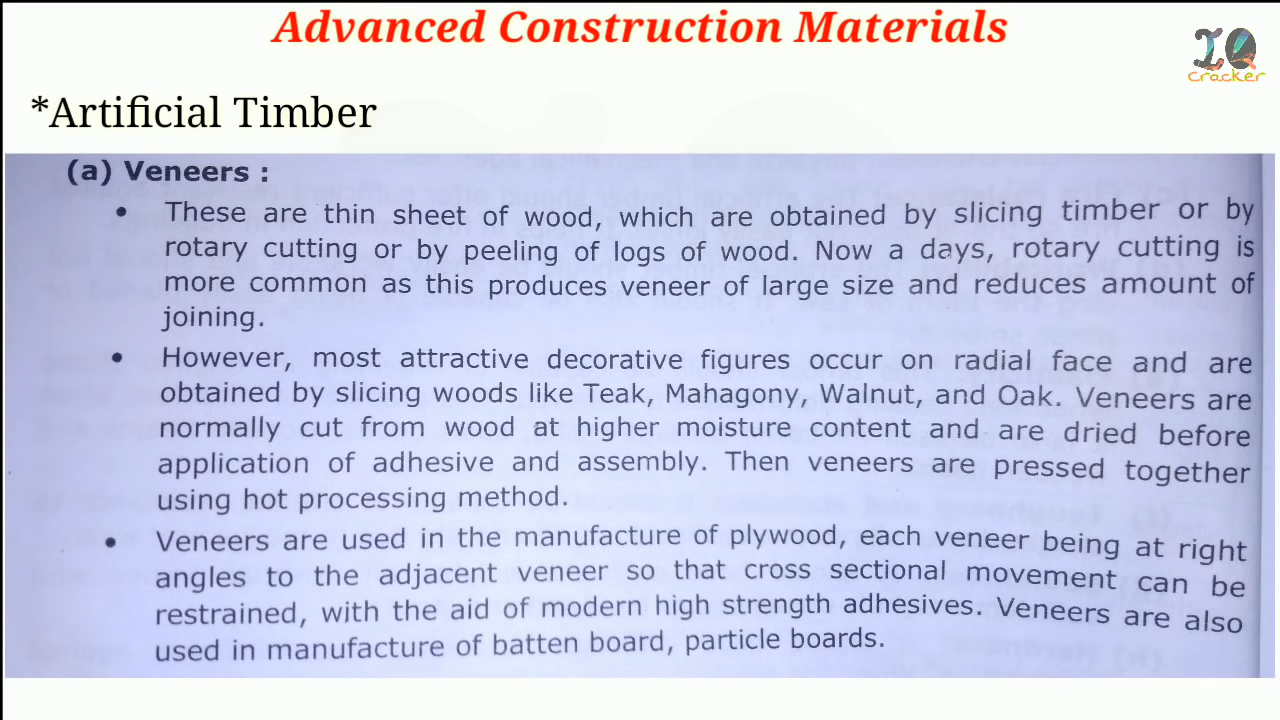 Advanced Construction Materials
IQ
Cracker
*Artificial Timber
(a) Veneers :
• These are thin sheet of wood, which are obtained by slicing timber or by
rotary cutting or by peeling of logs of wood. Now a days, rotary cutting is
more common as this produces veneer of large size and reduces amount of
joining.
• However, most attractive decorative figures occur on radial face and are
obtained by slicing woods like Teak, Mahagony, Walnut, and Oak. Veneers are
normally cut from wood at higher moisture content and are dried before
application of adhesive and assembly. Then veneers are pressed together
using hot processing method.
• Veneers are used in the manufacture of plywood, each veneer being at right
angles to the adjacent veneer so that cross sectional movement can be
restrained, with the aid of modern high strength adhesives. Veneers are also
used in manufacture of batten board, particle boards.